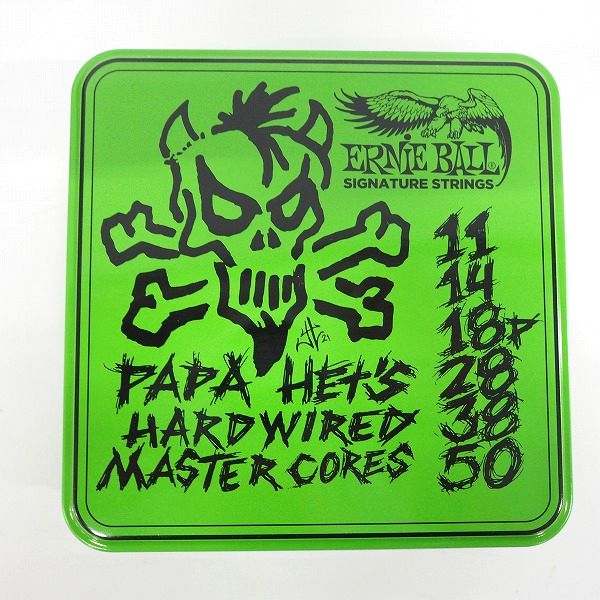 ERNIE BALL®
SIGNATURE STRINGS
11
14
18P
28
38
50
PAPA HET'S
HARDWIRED
MASTER CORES